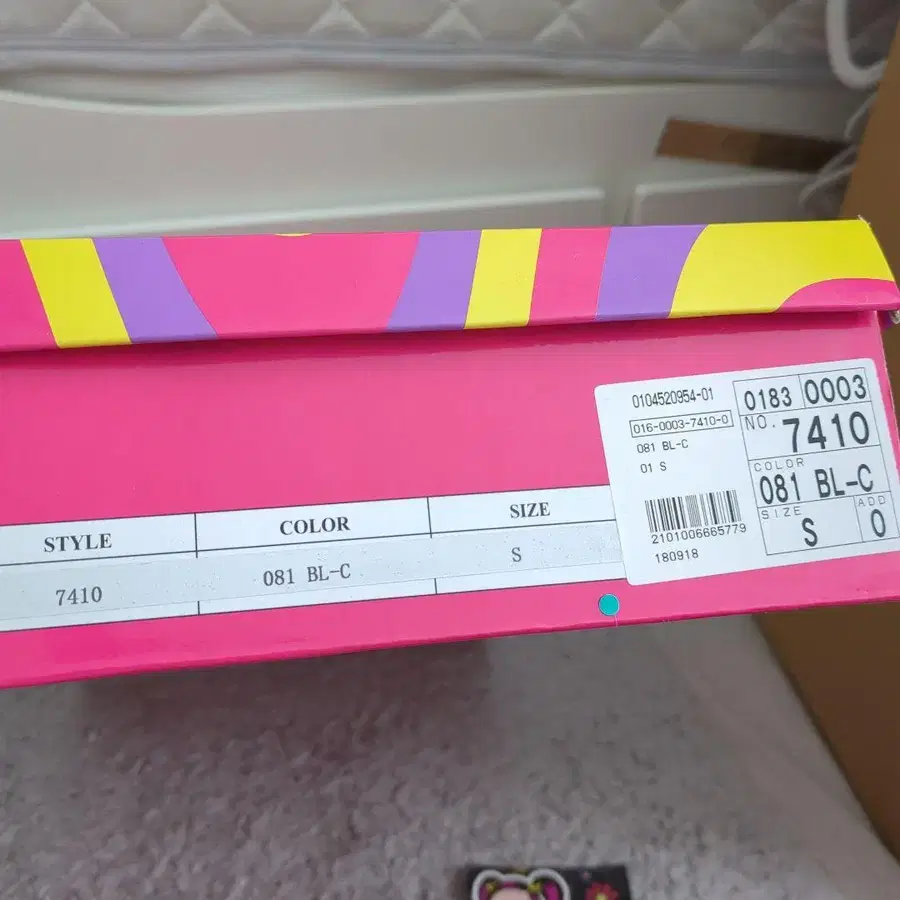 STYLE COLOR SIZE
7410 081 BL-C S
0104520954-01
016-0003-7410-0
081 BL-C
01 S
2101006665779
180918
0183 0003
NO. 7410
COLOR
081 BL-C
SIZE ADD
S 0